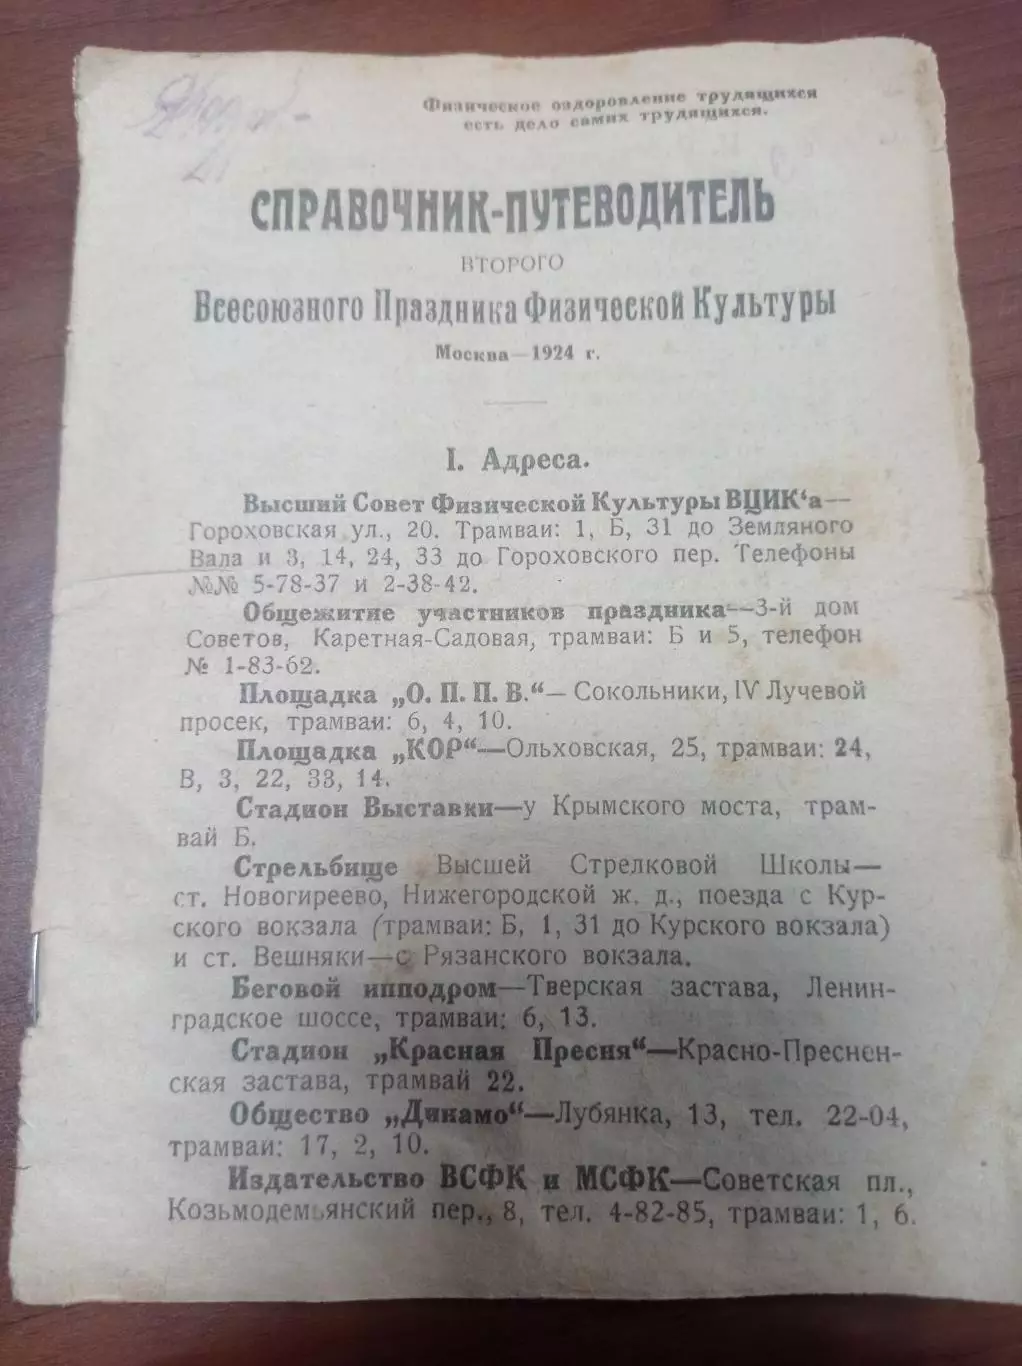 Физическое оздоровление трудящихся
есть дело самих трудящихся.
СПРАВОЧНИК-ПУТЕВОДИТЕЛЬ
ВТОРОГО
Всесоюзного Праздника Физической Культуры
Москва—1924 г.
I. Адреса.
Высший Совет Физической Культуры ВЦИК‘а—
Гороховская ул., 20. Трамваи: 1, Б, 31 до Земляного
Вала и 3, 14, 24, 33 до Гороховского пер. Телефоны
№№ 5-78-37 и 2-38-42.
Общежитие участников праздника—3-й дом
Советов, Каретная-Садовая, трамваи: Б и 5, телефон
№ 1-83-62.
Площадка „О. П. П. В.“—Сокольники, IV Лучевой
просек, трамваи: 6, 4, 10.
Площадка „КОР“—Ольховская, 25, трамваи: 24,
В, 3, 22, 33, 14.
Стадион Выставки—у Крымского моста, трам-
вай Б.
Стрельбище Высшей Стрелковой Школы—
ст. Новогиреево, Нижегородской ж. д., поезда с Кур-
ского вокзала (трамваи: Б, 1, 31 до Курского вокзала)
и ст. Вешняки—с Рязанского вокзала.
Беговой ипподром—Тверская застава, Ленин-
градское шоссе, трамваи: 6, 13.
Стадион „Красная Пресня“—Красно-Преснен-
ская застава, трамвай 22.
Общество „Динамо“—Лубянка, 13, тел. 22-04,
трамваи: 17, 2, 10.
Издательство ВСФК и МСФК—Советская пл.,
Козьмодемьянский пер., 8, тел. 4-82-85, трамваи: 1, 6.